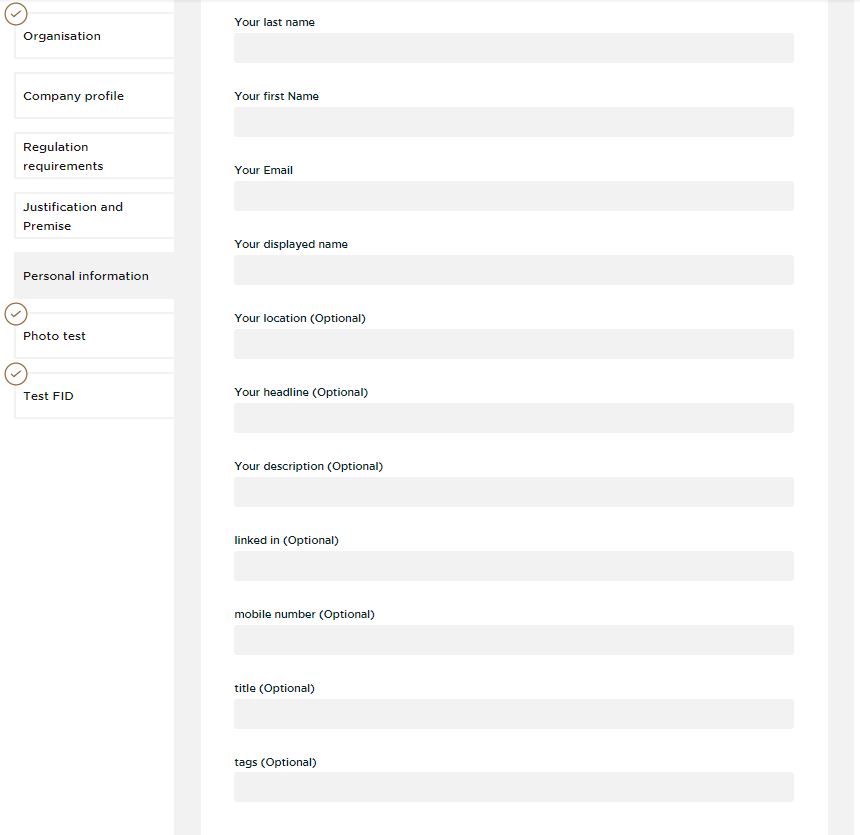 Organisation
Company profile
Regulation
requirements
Justification and
Premise
Personal information
Photo test
Test FID
Your last name
Your first Name
Your Email
Your displayed name
Your location (Optional)
Your headline (Optional)
Your description (Optional)
linked in (Optional)
mobile number (Optional)
title (Optional)
tags (Optional)